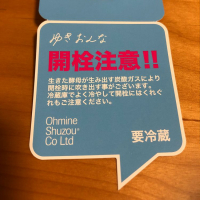 ゆきおんな
開栓注意!!
生きた酵母が生み出す炭酸ガスにより
開栓時に吹き出す事がございます。
冷蔵庫でよく冷やして開栓にはくれぐ
れもご注意ください。
Ohmine
Shuzou®
Co Ltd
要冷蔵